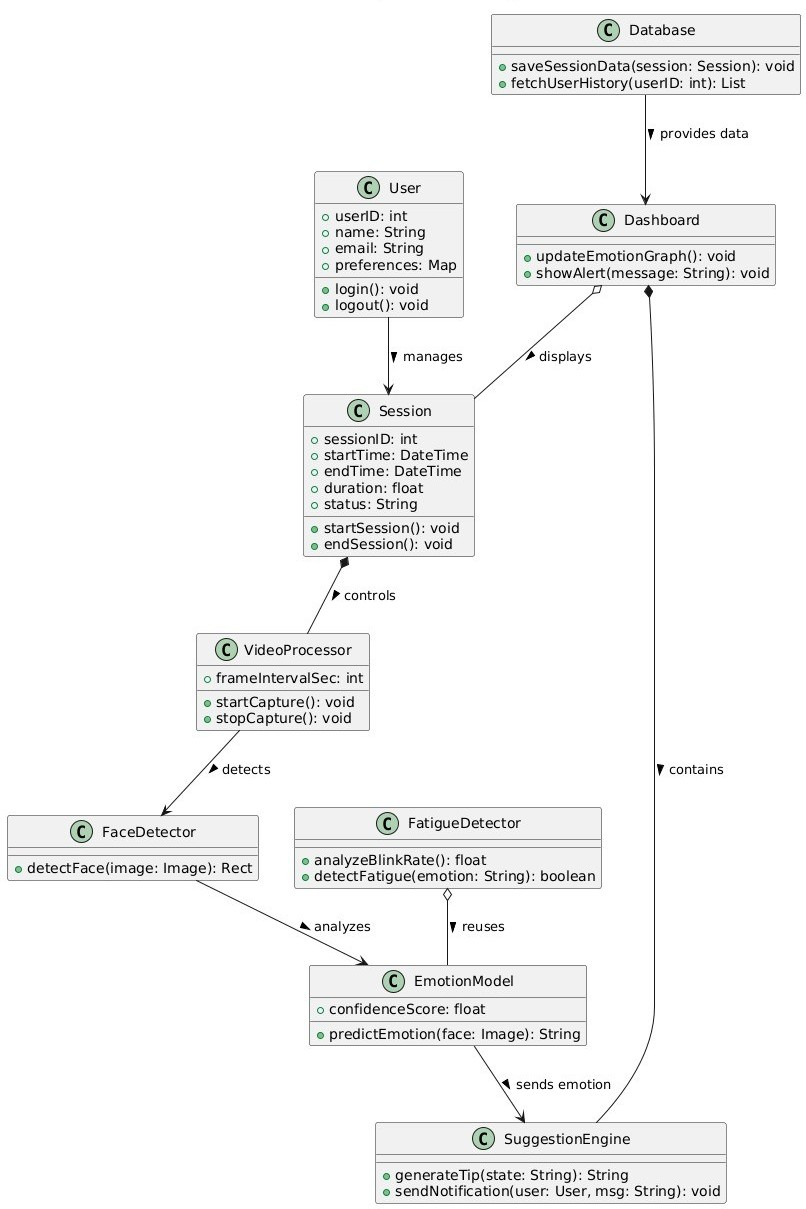 C Database
saveSessionData(session: Session): void
fetchUserHistory(userID: int): List
provides data
C User
userID: int
name: String
email: String
preferences: Map
login(): void
logout(): void
C Dashboard
updateEmotionGraph(): void
showAlert(message: String): void
manages
displays
C Session
sessionID: int
startTime: DateTime
endTime: DateTime
duration: float
status: String
startSession(): void
endSession(): void
controls
C VideoProcessor
frameIntervalSec: int
startCapture(): void
stopCapture(): void
detects
contains
C FaceDetector
detectFace(image: Image): Rect
C FatigueDetector
analyzeBlinkRate(): float
detectFatigue(emotion: String): boolean
analyzes
reuses
C EmotionModel
confidenceScore: float
predictEmotion(face: Image): String
sends emotion
C SuggestionEngine
generateTip(state: String): String
sendNotification(user: User, msg: String): void